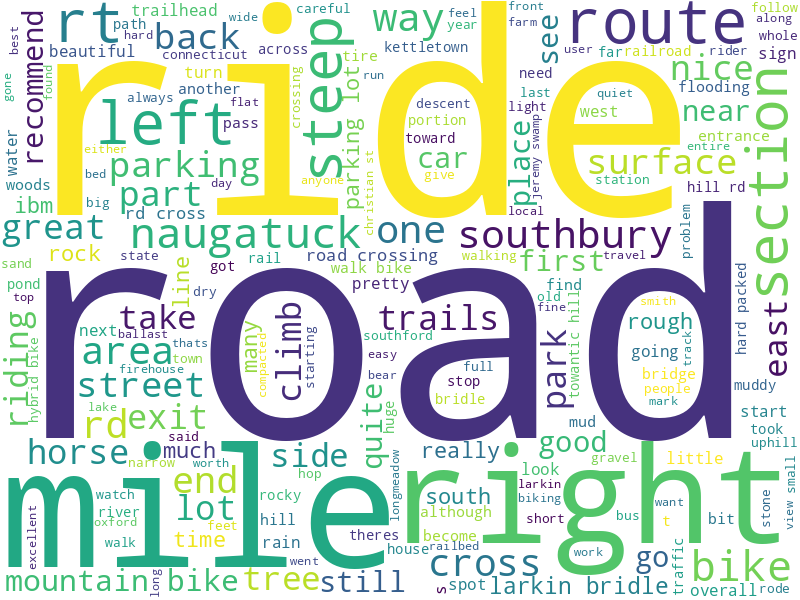 ride
road
mile
right
rt
back
way
route
steep
see
nice
section
near
left
recommend
parking
parking lot
car
place
surface
part
great
naugatuck
one
southbury
first
take
trails
climb
park
east
area
street
riding
rd
exit
quite
horse
much
side
end
lot
mountain bike
tree
still
really
good
south
cross
go
bike
larkin bridle
rough
many
line
trailhead
path
hard
wide
feel
year
careful
front
farm
follow
along
whole
best
beautiful
connecticut
across
kettletown
tire
run
user
far
railroad
rider
sign
gone
found
turn
another
crossing
need
last
quiet
flooding
always
flat
pass
descent
portion
light
west
entrance
entire
water
either
toward
station
woods
bed
day
anyone
give
jeremy swamp
hill rd
ibm
big
rd cross
christian st
local
problem
rock
state
rail
road crossing
walk bike
walking
travel
sand
pond
top
got
dry
pretty
find
old
fine
smith
ballast
thats
southford
towantic hill
hard packed
next
town
compacted
starting
easy
full
going
track
hybrid bike
firehouse
bear
stop
bridge
people
bridle
mark
muddy
lake
huge
mud
start
said
took
uphill
narrow
worth
hop
longmeadow
look
gravel
little
view small
watch
rocky
river
oxford
time
feet
hill
rain
theres
although
become
short
larkin
biking
bus
want
t
bit
stone
excellent
long
walk
went
house
railbed
work
traffic
s
spot
overall
rode